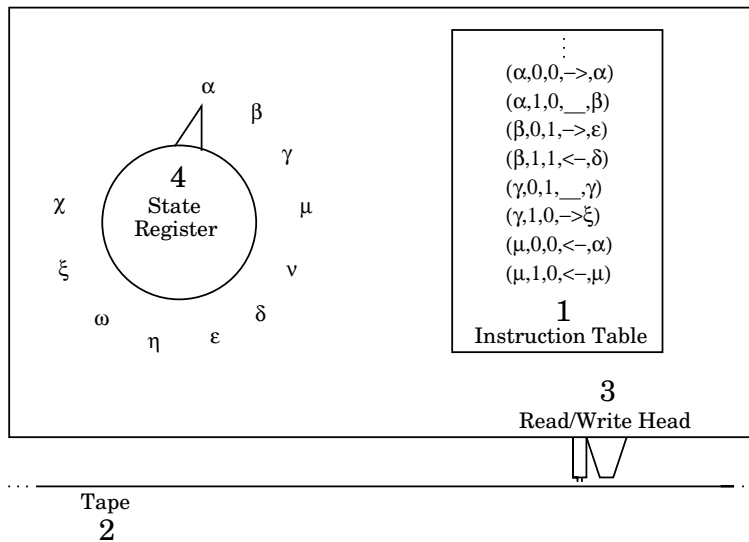 α
β
γ
μ
ν
δ
ε
η
ω
ξ
χ
4
State
Register
(α,0,0,–>,α)
(α,1,0,__,β)
(β,0,1,–>,ε)
(β,1,1,<–,δ)
(γ,0,1,__,γ)
(γ,1,0,–>ξ)
(μ,0,0,<–,α)
(μ,1,0,<–,μ)
1
Instruction Table
3
Read/Write Head
Tape
2